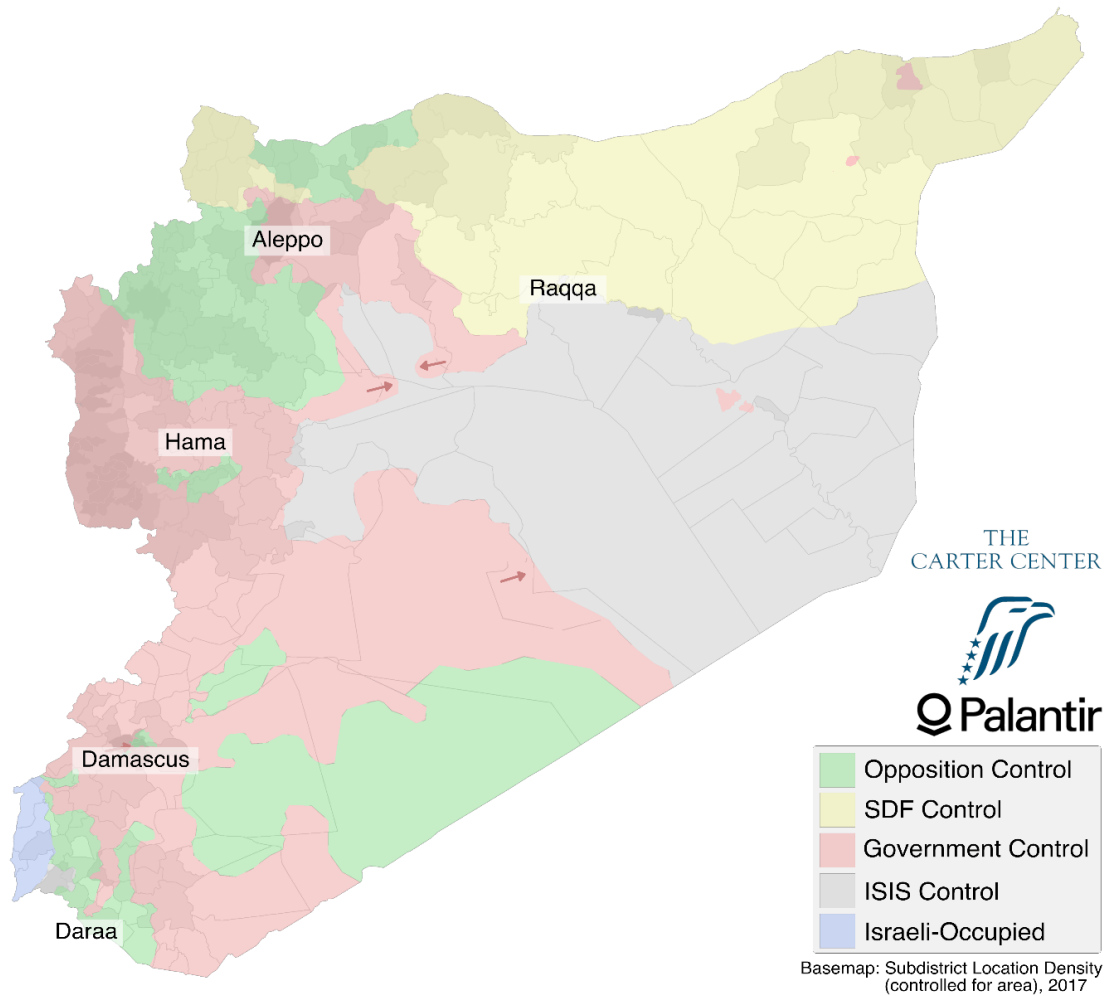 Aleppo
Raqqa
Hama
THE
CARTER CENTER
Palantir
Damascus
Opposition Control
SDF Control
Government Control
ISIS Control
Israeli-Occupied
Daraa
Basemap: Subdistrict Location Density
(controlled for area), 2017